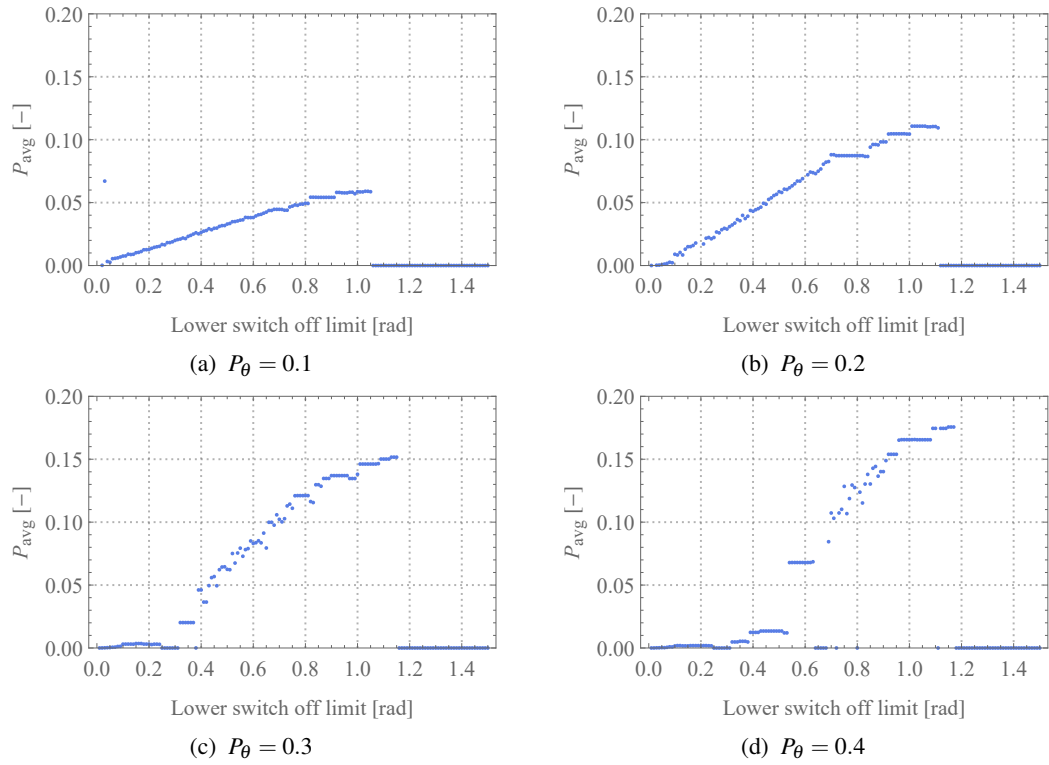 0.20 0.20
0.15 0.15
P_avg [−] P_avg [−]
0.10 0.10
0.05 0.05
0.00 0.00
0.0 0.2 0.4 0.6 0.8 1.0 1.2 1.4 0.0 0.2 0.4 0.6 0.8 1.0 1.2 1.4
Lower switch off limit [rad] Lower switch off limit [rad]
(a) P_θ = 0.1 (b) P_θ = 0.2
0.20 0.20
0.15 0.15
P_avg [−] P_avg [−]
0.10 0.10
0.05 0.05
0.00 0.00
0.0 0.2 0.4 0.6 0.8 1.0 1.2 1.4 0.0 0.2 0.4 0.6 0.8 1.0 1.2 1.4
Lower switch off limit [rad] Lower switch off limit [rad]
(c) P_θ = 0.3 (d) P_θ = 0.4